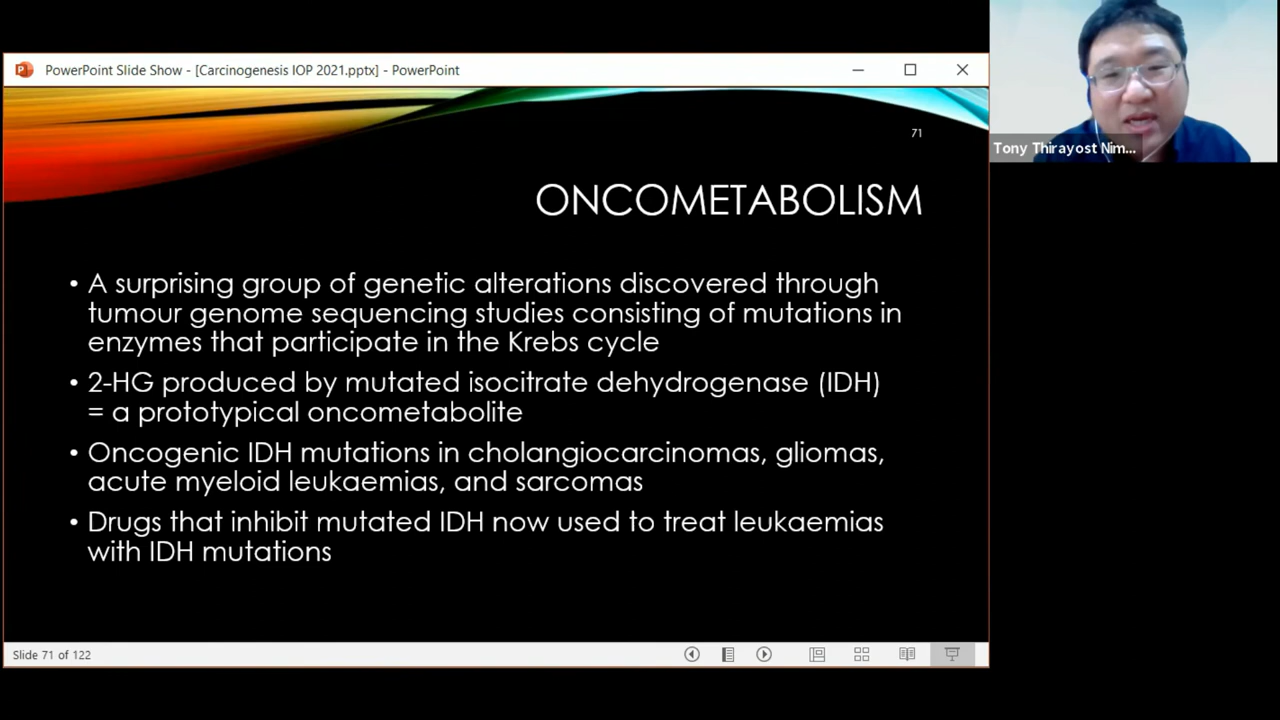 PowerPoint Slide Show - [Carcinogenesis IOP 2021.pptx] - PowerPoint
Tony Thirayost Nim...
71
ONCOMETABOLISM
• A surprising group of genetic alterations discovered through
tumour genome sequencing studies consisting of mutations in
enzymes that participate in the Krebs cycle
• 2-HG produced by mutated isocitrate dehydrogenase (IDH)
= a prototypical oncometabolite
• Oncogenic IDH mutations in cholangiocarcinomas, gliomas,
acute myeloid leukaemias, and sarcomas
• Drugs that inhibit mutated IDH now used to treat leukaemias
with IDH mutations
Slide 71 of 122